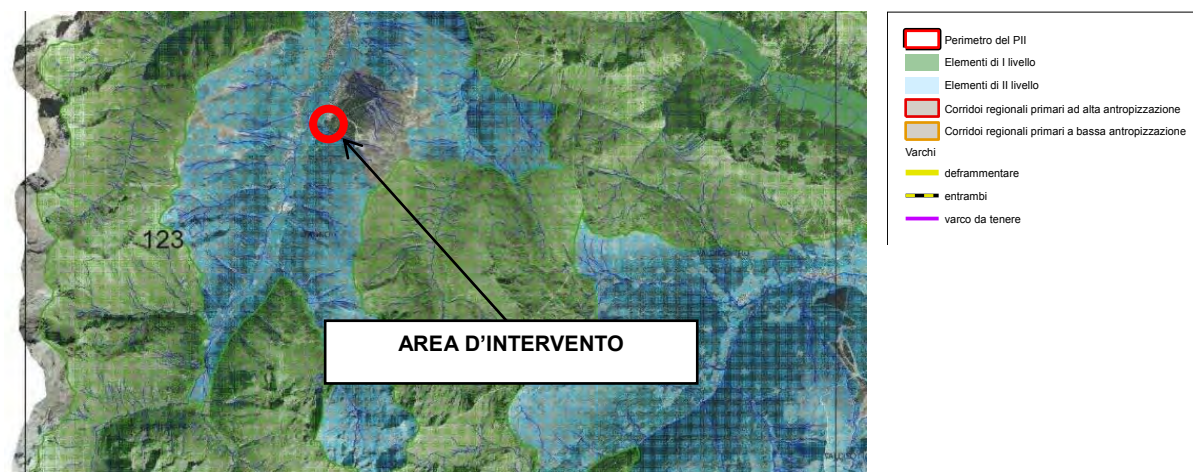 123
AREA D'INTERVENTO
Perimetro del PII
Elementi di I livello
Elementi di II livello
Corridoi regionali primari ad alta antropizzazione
Corridoi regionali primari a bassa antropizzazione
Varchi
deframmentare
entrambi
varco da tenere